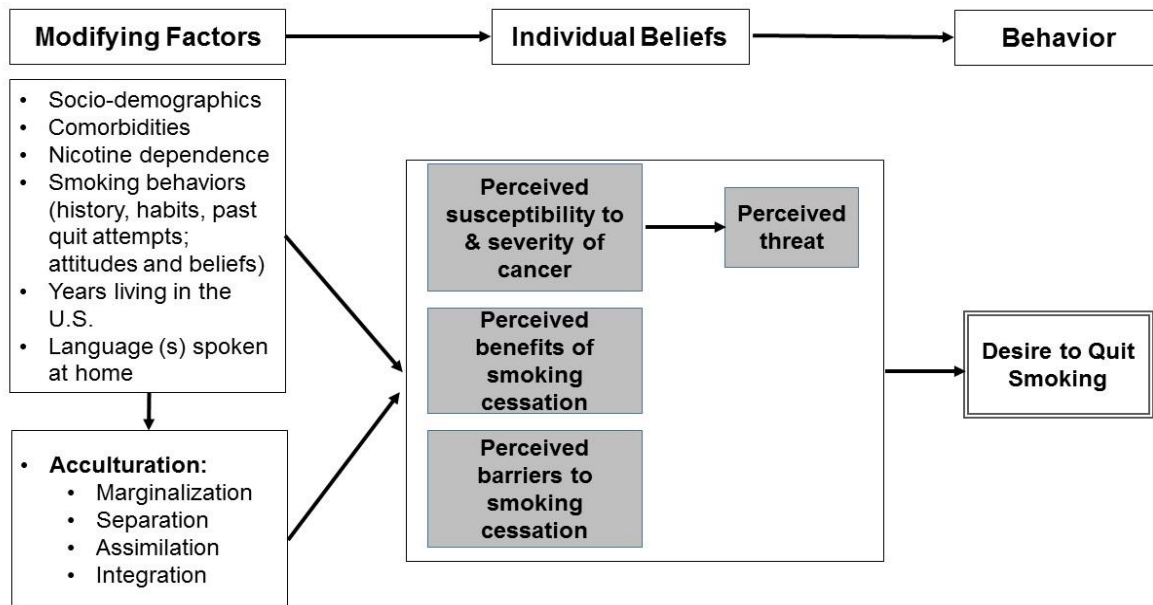 Modifying Factors
Individual Beliefs
Behavior
• Socio-demographics
• Comorbidities
• Nicotine dependence
• Smoking behaviors
(history, habits, past
quit attempts;
attitudes and beliefs)
• Years living in the
U.S.
• Language (s) spoken
at home
• Acculturation:
• Marginalization
• Separation
• Assimilation
• Integration
Perceived
susceptibility to
& severity of
cancer
Perceived
threat
Perceived
benefits of
smoking
cessation
Perceived
barriers to
smoking
cessation
Desire to Quit
Smoking